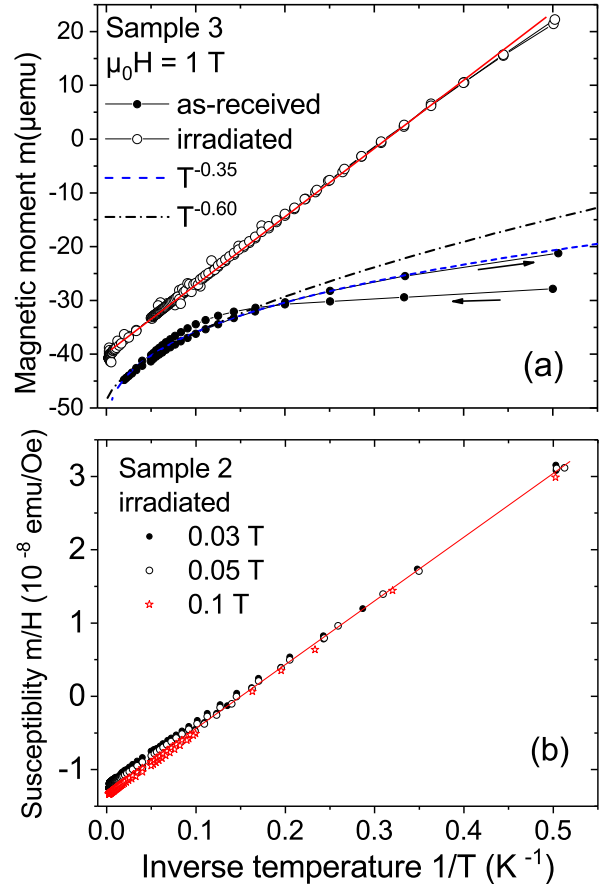 Sample 3
μ₀H = 1 T
as-received
irradiated
T^-0.35
T^-0.60
(a)
Magnetic moment m(μemu)
20
10
0
-10
-20
-30
-40
-50
Sample 2
irradiated
0.03 T
0.05 T
0.1 T
(b)
Susceptiblity m/H (10^-8 emu/Oe)
3
2
1
0
-1
0.0 0.1 0.2 0.3 0.4 0.5
Inverse temperature 1/T (K^-1)